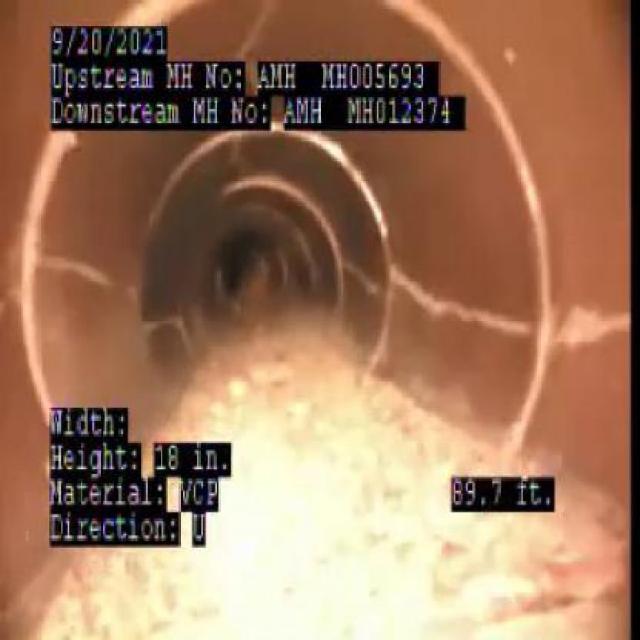 9/20/2021
Upstream MH No: AMH MH005693
Downstream MH No: AMH MH012374
Width:
Height: 18 in.
Material: VCP
Direction: U
89.7 ft.